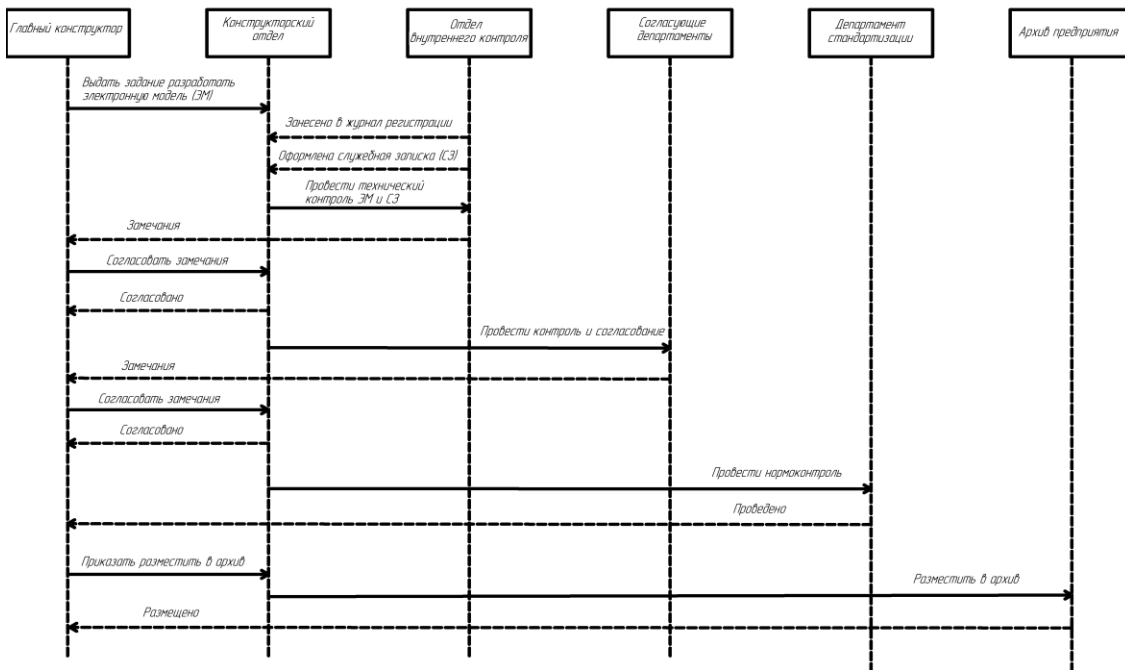 Главный конструктор
Конструкторский
отдел
Отдел
внутреннего контроля
Согласующие
департаменты
Департамент
стандартизации
Архив предприятия
Выдать задание разработать
электронную модель (ЭМ)
Занесено в журнал регистрации
Оформлена служебная записка (СЗ)
Провести технический
контроль ЭМ и СЗ
Замечания
Согласовать замечания
Согласовано
Провести контроль и согласование
Замечания
Согласовать замечания
Согласовано
Провести нормоконтроль
Проведено
Приказать разместить в архив
Разместить в архив
Размещено